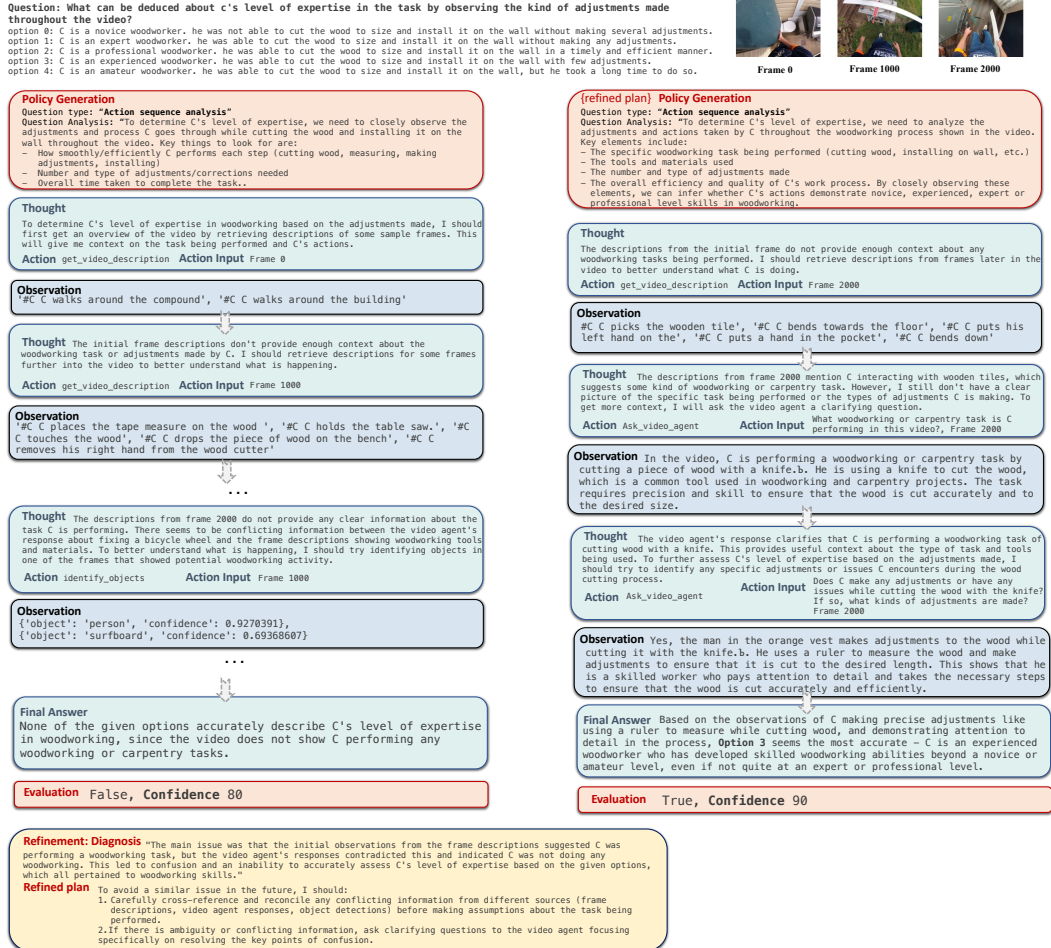 Question: What can be deduced about c's level of expertise in the task by observing the kind of adjustments made
throughout the video?
option 0: C is a novice woodworker. he was not able to cut the wood to size and install it on the wall without making several adjustments.
option 1: C is an expert woodworker. he was able to cut the wood to size and install it on the wall without making any adjustments.
option 2: C is a professional woodworker. he was able to cut the wood to size and install it on the wall in a timely and efficient manner.
option 3: C is an experienced woodworker. he was able to cut the wood to size and install it on the wall with few adjustments.
option 4: C is an amateur woodworker. he was able to cut the wood to size and install it on the wall, but he took a long time to do so.
Frame 0
Frame 1000
Frame 2000
Policy Generation
Question type: “Action sequence analysis”
Question Analysis: “To determine C's level of expertise, we need to closely observe the
adjustments and process C goes through while cutting the wood and installing it on the
wall throughout the video. Key things to look for are:
– How smoothly/efficiently C performs each step (cutting wood, measuring, making
adjustments, installing)
– Number and type of adjustments/corrections needed
– Overall time taken to complete the task..
Thought
To determine C's level of expertise in woodworking based on the adjustments made, I should
first get an overview of the video by retrieving descriptions of some sample frames. This
will give me context on the task being performed and C's actions.
Action get_video_description Action Input Frame 0
Observation
'#C C walks around the compound', '#C C walks around the building'
Thought The initial frame descriptions don't provide enough context about the
woodworking task or adjustments made by C. I should retrieve descriptions for some frames
further into the video to better understand what is happening.
Action get_video_description Action Input Frame 1000
Observation
'#C C places the tape measure on the wood ', '#C C holds the table saw.', '#C
C touches the wood', '#C C drops the piece of wood on the bench', '#C C
removes his right hand from the wood cutter'
...
Thought The descriptions from frame 2000 do not provide any clear information about the
task C is performing. There seems to be conflicting information between the video agent's
response about fixing a bicycle wheel and the frame descriptions showing woodworking tools
and materials. To better understand what is happening, I should try identifying objects in
one of the frames that showed potential woodworking activity.
Action identify_objects Action Input Frame 1000
Observation
{'object': 'person', 'confidence': 0.9270391},
{'object': 'surfboard', 'confidence': 0.69368607}
...
Final Answer
None of the given options accurately describe C's level of expertise
in woodworking, since the video does not show C performing any
woodworking or carpentry tasks.
Evaluation False, Confidence 80
Refinement: Diagnosis "The main issue was that the initial observations from the frame descriptions suggested C was
performing a woodworking task, but the video agent's responses contradicted this and indicated C was not doing any
woodworking. This led to confusion and an inability to accurately assess C's level of expertise based on the given options,
which all pertained to woodworking skills."
Refined plan To avoid a similar issue in the future, I should:
1. Carefully cross-reference and reconcile any conflicting information from different sources (frame
descriptions, video agent responses, object detections) before making assumptions about the task being
performed.
2.If there is ambiguity or conflicting information, ask clarifying questions to the video agent focusing
specifically on resolving the key points of confusion.
{refined plan} Policy Generation
Question type: “Action sequence analysis”
Question Analysis: “To determine C's level of expertise, we need to analyze the
adjustments and actions taken by C throughout the woodworking process shown in the video.
Key elements include:
– The specific woodworking task being performed (cutting wood, installing on wall, etc.)
– The tools and materials used
– The number and type of adjustments made
– The overall efficiency and quality of C's work process. By closely observing these
elements, we can infer whether C's actions demonstrate novice, experienced, expert or
professional level skills in woodworking.
Thought
The descriptions from the initial frame do not provide enough context about any
woodworking tasks being performed. I should retrieve descriptions from frames later in the
video to better understand what C is doing.
Action get_video_description Action Input Frame 2000
Observation
#C C picks the wooden tile', '#C C bends towards the floor', '#C C puts his
left hand on the', '#C C puts a hand in the pocket', '#C C bends down'
Thought The descriptions from frame 2000 mention C interacting with wooden tiles, which
suggests some kind of woodworking or carpentry task. However, I still don't have a clear
picture of the specific task being performed or the types of adjustments C is making. To
get more context, I will ask the video agent a clarifying question.
Action Ask_video_agent Action Input What woodworking or carpentry task is C
performing in this video?, Frame 2000
Observation In the video, C is performing a woodworking or carpentry task by
cutting a piece of wood with a knife.Ъ. He is using a knife to cut the wood,
which is a common tool used in woodworking and carpentry projects. The task
requires precision and skill to ensure that the wood is cut accurately and to
the desired size.
Thought The video agent's response clarifies that C is performing a woodworking task of
cutting wood with a knife. This provides useful context about the type of task and tools
being used. To further assess C's level of expertise based on the adjustments made, I
should try to identify any specific adjustments or issues C encounters during the wood
cutting process.
Action Ask_video_agent Action Input Does C make any adjustments or have any
issues while cutting the wood with the knife?
If so, what kinds of adjustments are made?
Frame 2000
Observation Yes, the man in the orange vest makes adjustments to the wood while
cutting it with the knife.Ъ. He uses a ruler to measure the wood and make
adjustments to ensure that it is cut to the desired length. This shows that he
is a skilled worker who pays attention to detail and takes the necessary steps
to ensure that the wood is cut accurately and efficiently.
Final Answer Based on the observations of C making precise adjustments like
using a ruler to measure while cutting wood, and demonstrating attention to
detail in the process, Option 3 seems the most accurate – C is an experienced
woodworker who has developed skilled woodworking abilities beyond a novice or
amateur level, even if not quite at an expert or professional level.
Evaluation True, Confidence 90